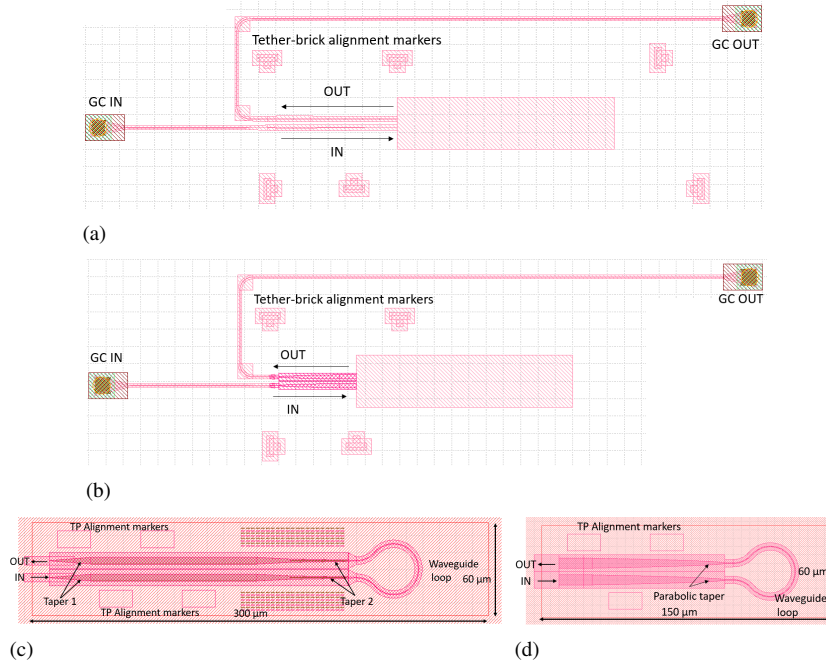 Tether-brick alignment markers
GC OUT
OUT
GC IN
IN
(a)
Tether-brick alignment markers
GC OUT
OUT
GC IN
IN
(b)
TP Alignment markers
OUT
IN
Waveguide
loop
60 μm
Taper 1
Taper 2
TP Alignment markers
300 μm
(c)
TP Alignment markers
OUT
IN
60 μm
Parabolic taper
Waveguide
loop
150 μm
(d)